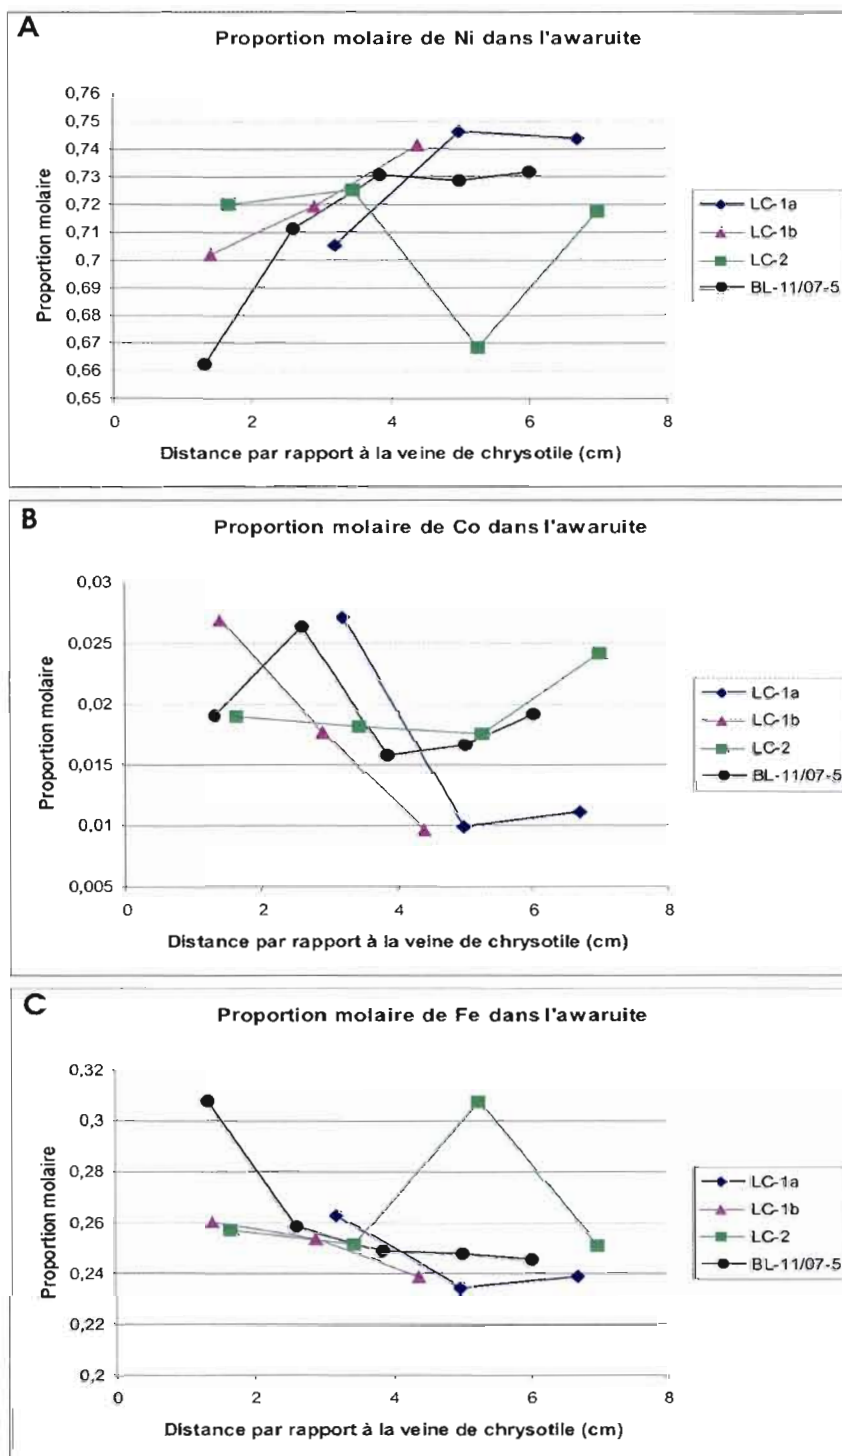 A
Proportion molaire de Ni dans l'awaruite
Proportion molaire
0,76
0,75
0,74
0,73
0,72
0,71
0,7
0,69
0,68
0,67
0,66
0,65
0 2 4 6 8
Distance par rapport à la veine de chrysotile (cm)
LC-1a
LC-1b
LC-2
BL-11/07-5
B
Proportion molaire de Co dans l'awaruite
Proportion molaire
0,03
0,025
0,02
0,015
0,01
0,005
0 2 4 6 8
Distance par rapport à la veine de chrysotile (cm)
LC-1a
LC-1b
LC-2
BL-11/07-5
C
Proportion molaire de Fe dans l'awaruite
Proportion molaire
0,32
0,3
0,28
0,26
0,24
0,22
0,2
0 2 4 6 8
Distance par rapport à la veine de chrysotile (cm)
LC-1a
LC-1b
LC-2
BL-11/07-5